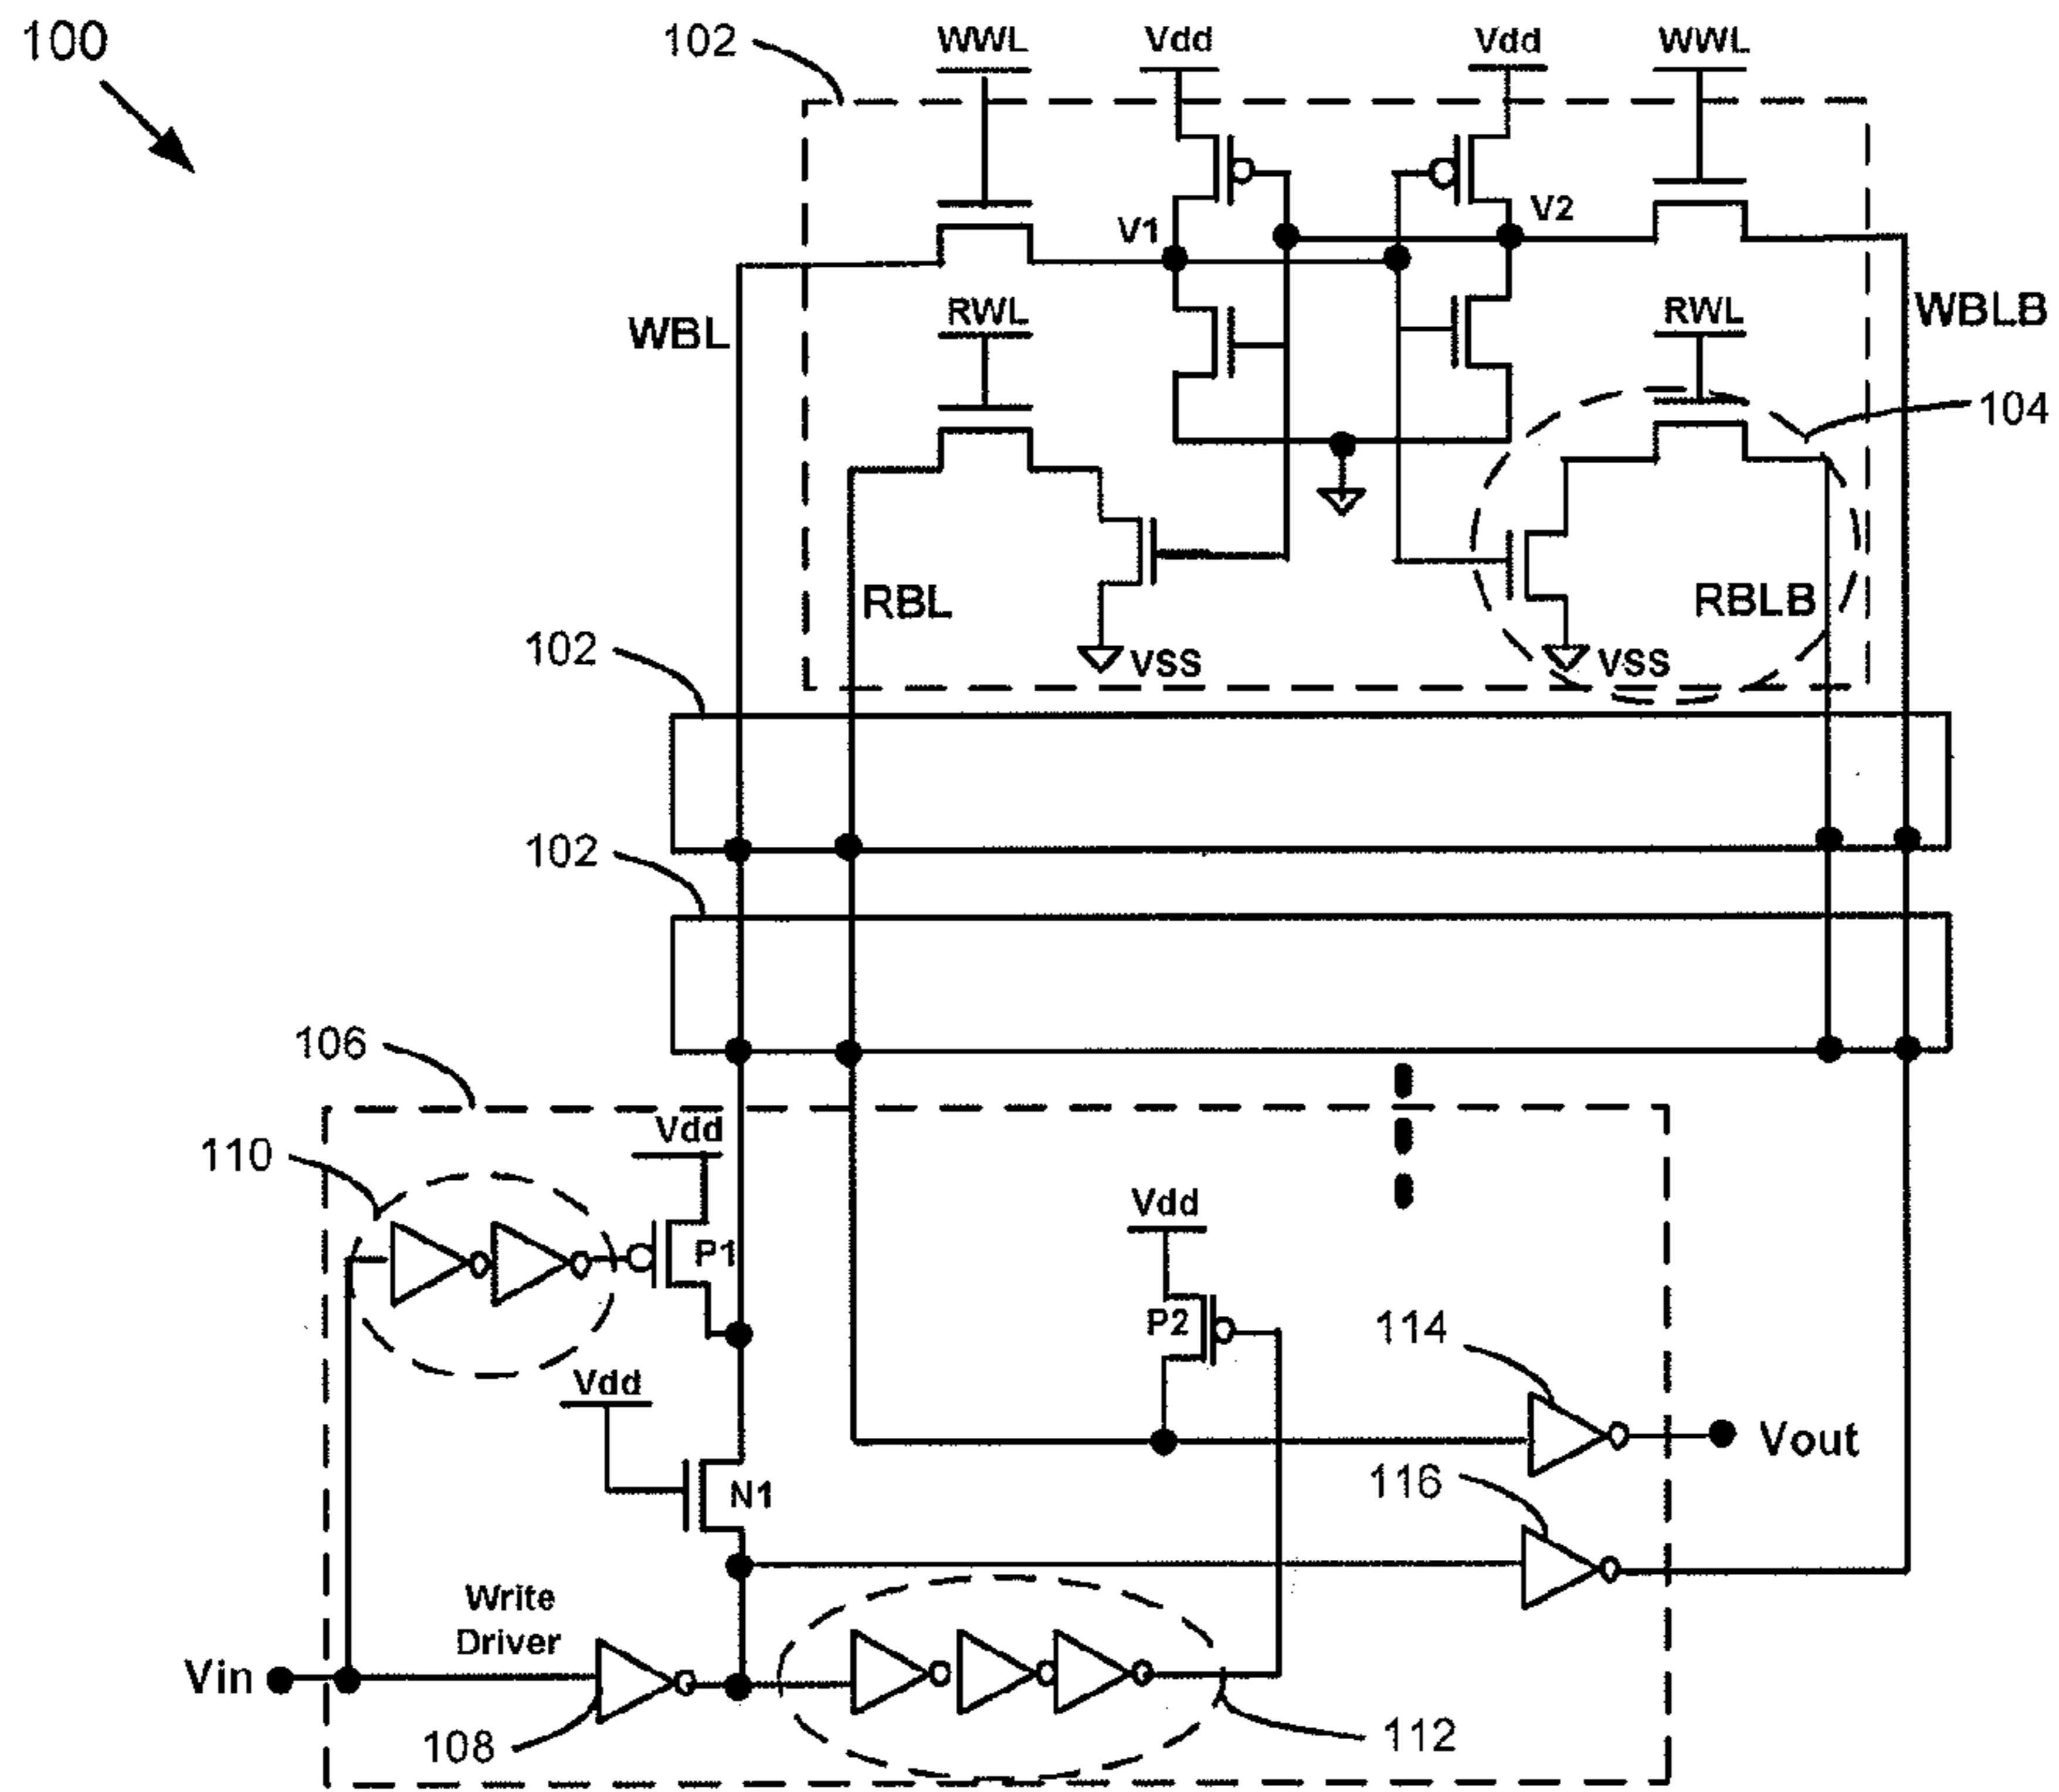 100
102
WWL
Vdd
Vdd
WWL
V1
V2
WBL
RWL
RWL
WBLB
104
RBL
RBLB
VSS
VSS
102
102
106
110
Vdd
P1
Vdd
P2
114
Vdd
Vout
N1
116
Write
Driver
Vin
108
112